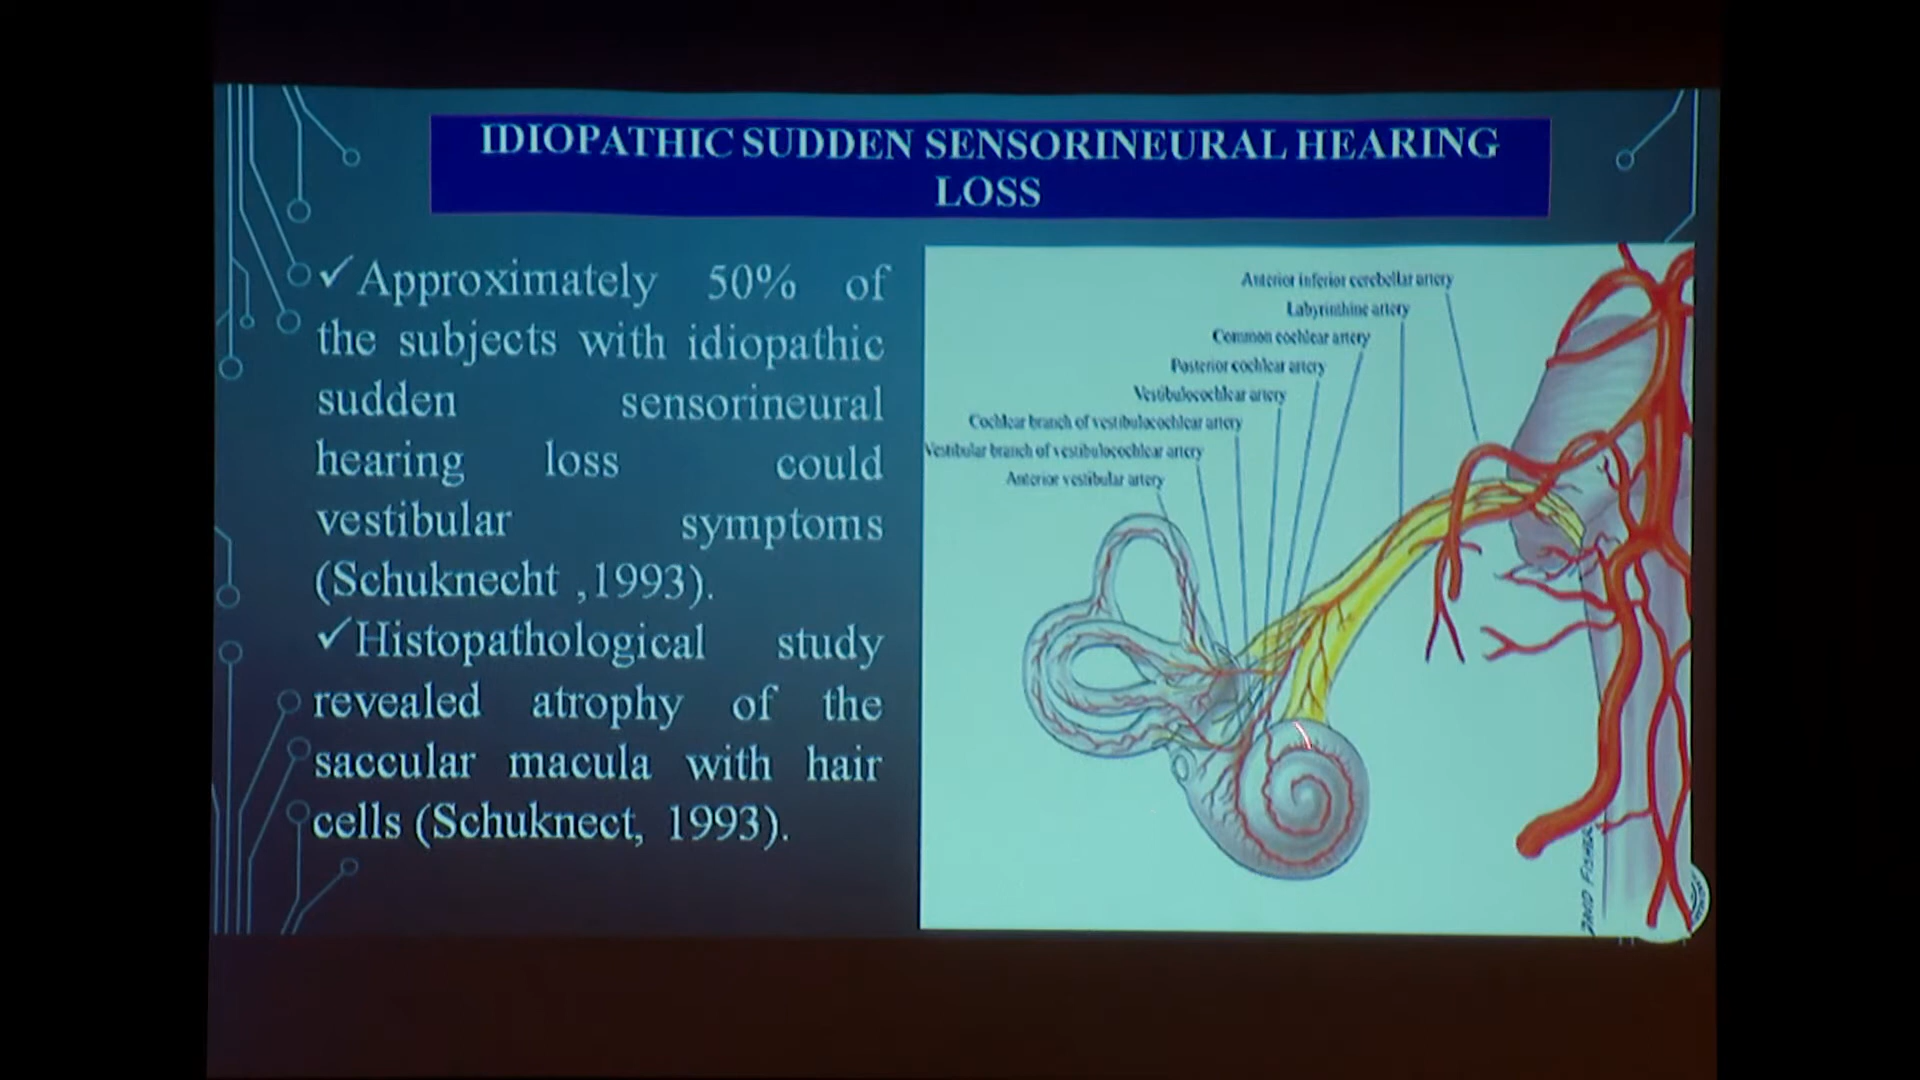 IDIOPATHIC SUDDEN SENSORINEURAL HEARING
LOSS
✓Approximately 50% of
the subjects with idiopathic
sudden sensorineural
hearing loss could
vestibular symptoms
(Schuknecht ,1993).
✓Histopathological study
revealed atrophy of the
saccular macula with hair
cells (Schuknect, 1993).
Anterior inferior cerebellar artery
Labyrinthine artery
Common cochlear artery
Posterior cochlear artery
Vestibulocochlear artery
Cochlear branch of vestibulocochlear artery
Vestibular branch of vestibulocochlear artery
Anterior vestibular artery
DAVID FISHER